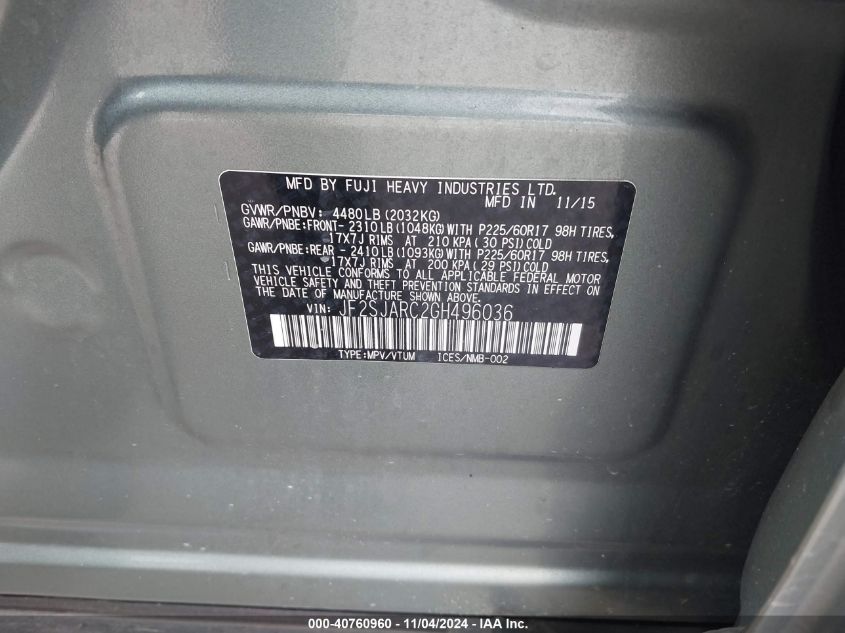 MFD BY FUJI HEAVY INDUSTRIES LTD.
MFD IN 11/15
GVWR/PNBV: 4480LB(2032KG)
GAWR/PNBE:FRONT- 2310LB(1048KG)WITH P225/60R17 98H TIRES,
17X7J RIMS AT 210 KPA(30 PSI)COLD
GAWR/PNBE:REAR - 2410LB(1093KG)WITH P225/60R17 98H TIRES,
17X7J RIMS AT 200 KPA(29 PSI)COLD
THIS VEHICLE CONFORMS TO ALL APPLICABLE FEDERAL MOTOR
VEHICLE SAFETY AND THEFT PREVENTION STANDARDS IN EFFECT ON
THE DATE OF MANUFACTURE SHOWN ABOVE.
VIN: JF2SJARC2GH496036
TYPE:MPV/VTUM ICES/NMB-002
000-40760960 - 11/04/2024 - IAA Inc.